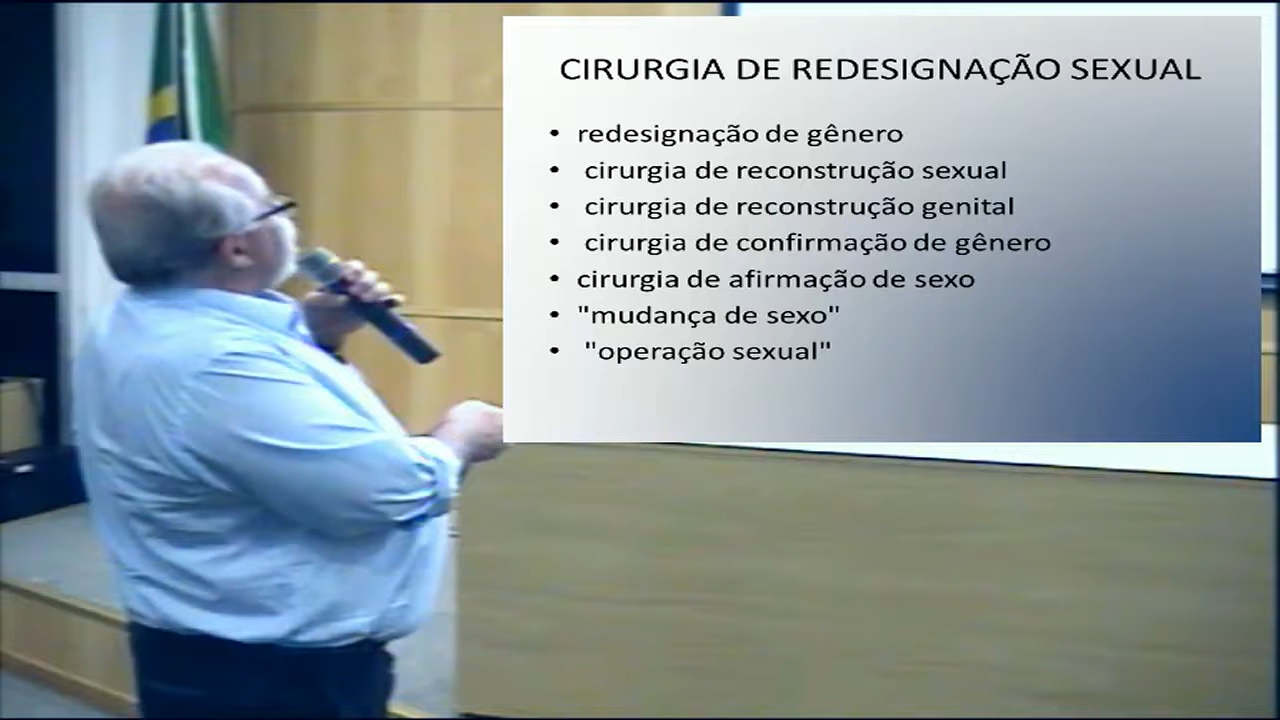 CIRURGIA DE REDESIGNAÇÃO SEXUAL
• redesignação de gênero
• cirurgia de reconstrução sexual
• cirurgia de reconstrução genital
• cirurgia de confirmação de gênero
• cirurgia de afirmação de sexo
• "mudança de sexo"
• "operação sexual"